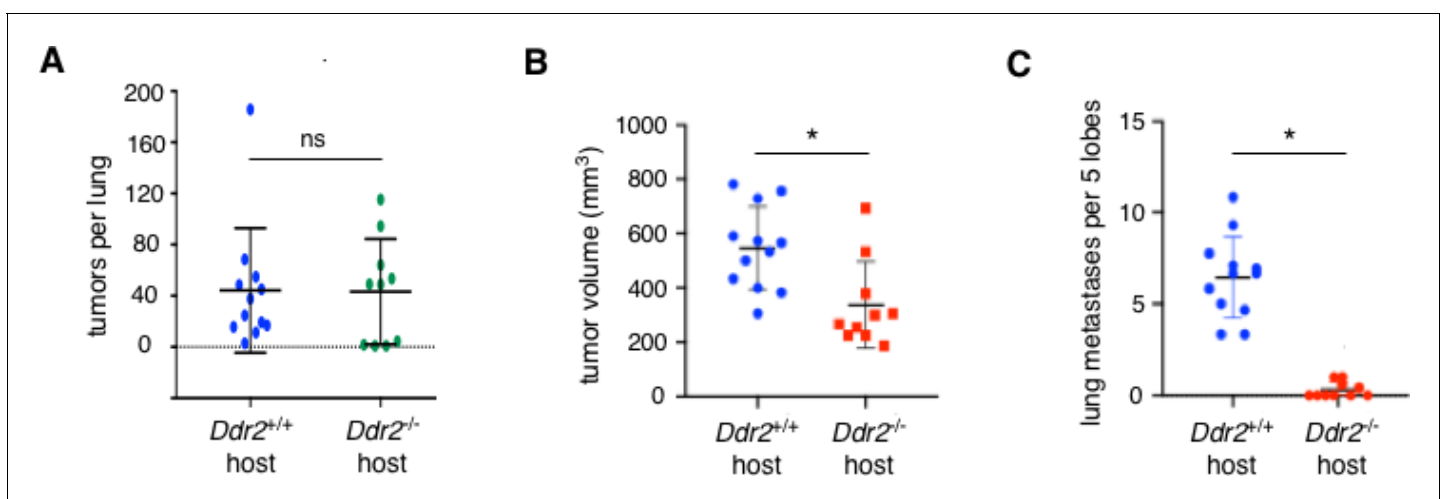 A
tumors per lung
200
160
120
80
40
0
ns
Ddr2+/+
host
Ddr2-/-
host
B
tumor volume (mm3)
1000
800
600
400
200
0
*
Ddr2+/+
host
Ddr2-/-
host
C
lung metastases per 5 lobes
15
10
5
0
*
Ddr2+/+
host
Ddr2-/-
host